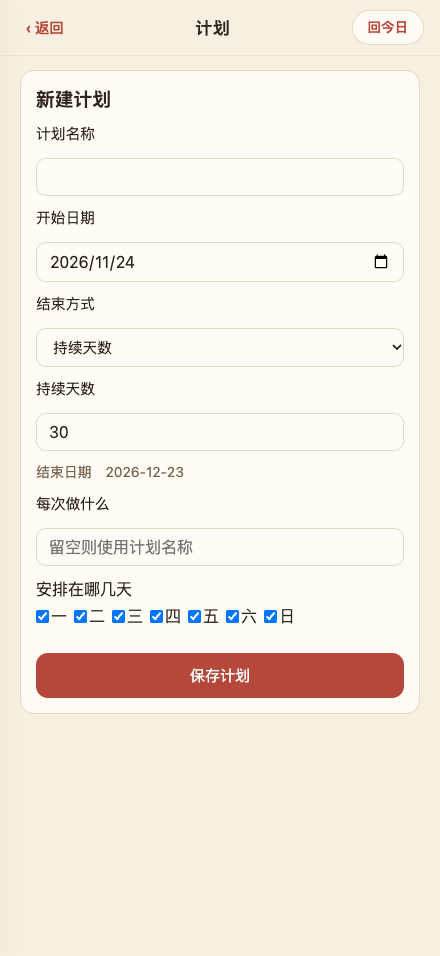 ‹ 返回 计划 回今日
新建计划
计划名称
开始日期
2026/11/24
结束方式
持续天数
持续天数
30
结束日期 2026-12-23
每次做什么
留空则使用计划名称
安排在哪几天
一 二 三 四 五 六 日
保存计划